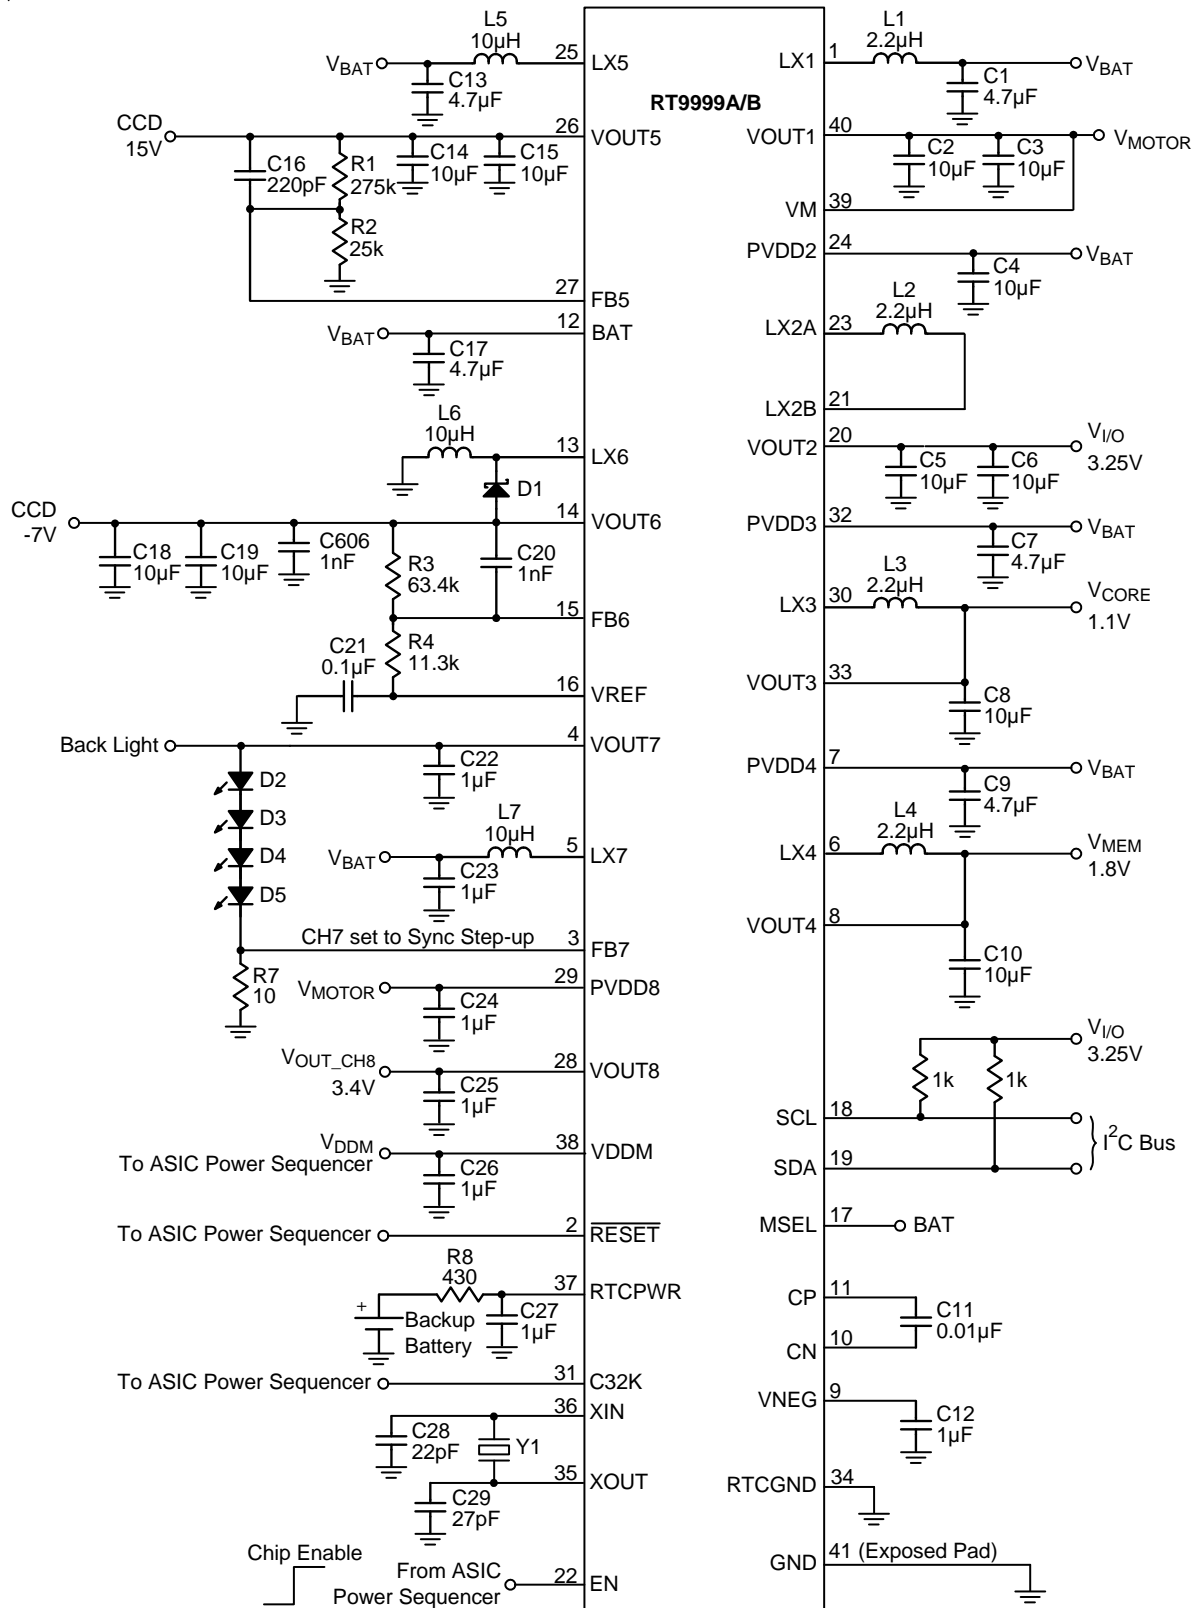 RT9999A/B
L5
10µH
25
LX5
VBAT
C13
4.7µF
CCD
15V
26
VOUT5
C16
220pF
R1
275k
C14
10µF
C15
10µF
R2
25k
27
FB5
VBAT
12
BAT
C17
4.7µF
L6
10µH
13
LX6
D1
CCD
-7V
14
VOUT6
C18
10µF
C19
10µF
C606
1nF
R3
63.4k
C20
1nF
15
FB6
C21
0.1µF
R4
11.3k
16
VREF
Back Light
4
VOUT7
C22
1µF
D2
D3
D4
D5
L7
10µH
VBAT
5
LX7
C23
1µF
CH7 set to Sync Step-up
3
FB7
R7
10
VMOTOR
29
PVDD8
C24
1µF
VOUT_CH8
3.4V
28
VOUT8
C25
1µF
VDDM
To ASIC Power Sequencer
38
VDDM
C26
1µF
To ASIC Power Sequencer
2
RESET
R8
430
37
RTCPWR
+
Backup
Battery
C27
1µF
To ASIC Power Sequencer
31
C32K
36
XIN
C28
22pF
Y1
35
XOUT
C29
27pF
Chip Enable
From ASIC
Power Sequencer
22
EN
L1
2.2µH
LX1
1
VBAT
C1
4.7µF
VOUT1
40
VMOTOR
C2
10µF
C3
10µF
VM
39
PVDD2
24
VBAT
C4
10µF
L2
2.2µH
LX2A
23
LX2B
21
VOUT2
20
VI/O
3.25V
C5
10µF
C6
10µF
PVDD3
32
VBAT
C7
4.7µF
L3
2.2µH
LX3
30
VCORE
1.1V
VOUT3
33
C8
10µF
PVDD4
7
VBAT
C9
4.7µF
L4
2.2µH
LX4
6
VMEM
1.8V
VOUT4
8
C10
10µF
VI/O
3.25V
1k
1k
SCL
18
SDA
19
I2C Bus
MSEL
17
BAT
CP
11
C11
0.01µF
CN
10
VNEG
9
C12
1µF
RTCGND
34
GND
41 (Exposed Pad)